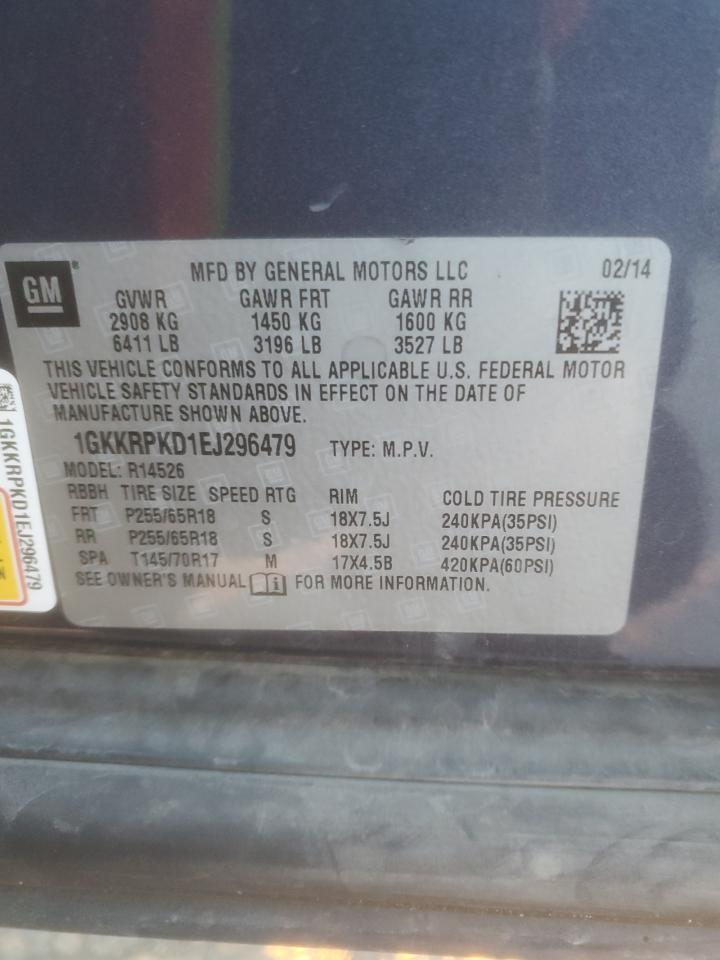 GM
MFD BY GENERAL MOTORS LLC 02/14
GVWR GAWR FRT GAWR RR
2908 KG 1450 KG 1600 KG
6411 LB 3196 LB 3527 LB
THIS VEHICLE CONFORMS TO ALL APPLICABLE U.S. FEDERAL MOTOR
VEHICLE SAFETY STANDARDS IN EFFECT ON THE DATE OF
MANUFACTURE SHOWN ABOVE.
1GKKRPKD1EJ296479 TYPE: M.P.V.
MODEL: R14526
RBBH TIRE SIZE SPEED RTG RIM COLD TIRE PRESSURE
FRT P255/65R18 S 18X7.5J 240KPA(35PSI)
RR P255/65R18 S 18X7.5J 240KPA(35PSI)
SPA T145/70R17 M 17X4.5B 420KPA(60PSI)
SEE OWNER'S MANUAL i FOR MORE INFORMATION.
1GKKRPKD1EJ296479